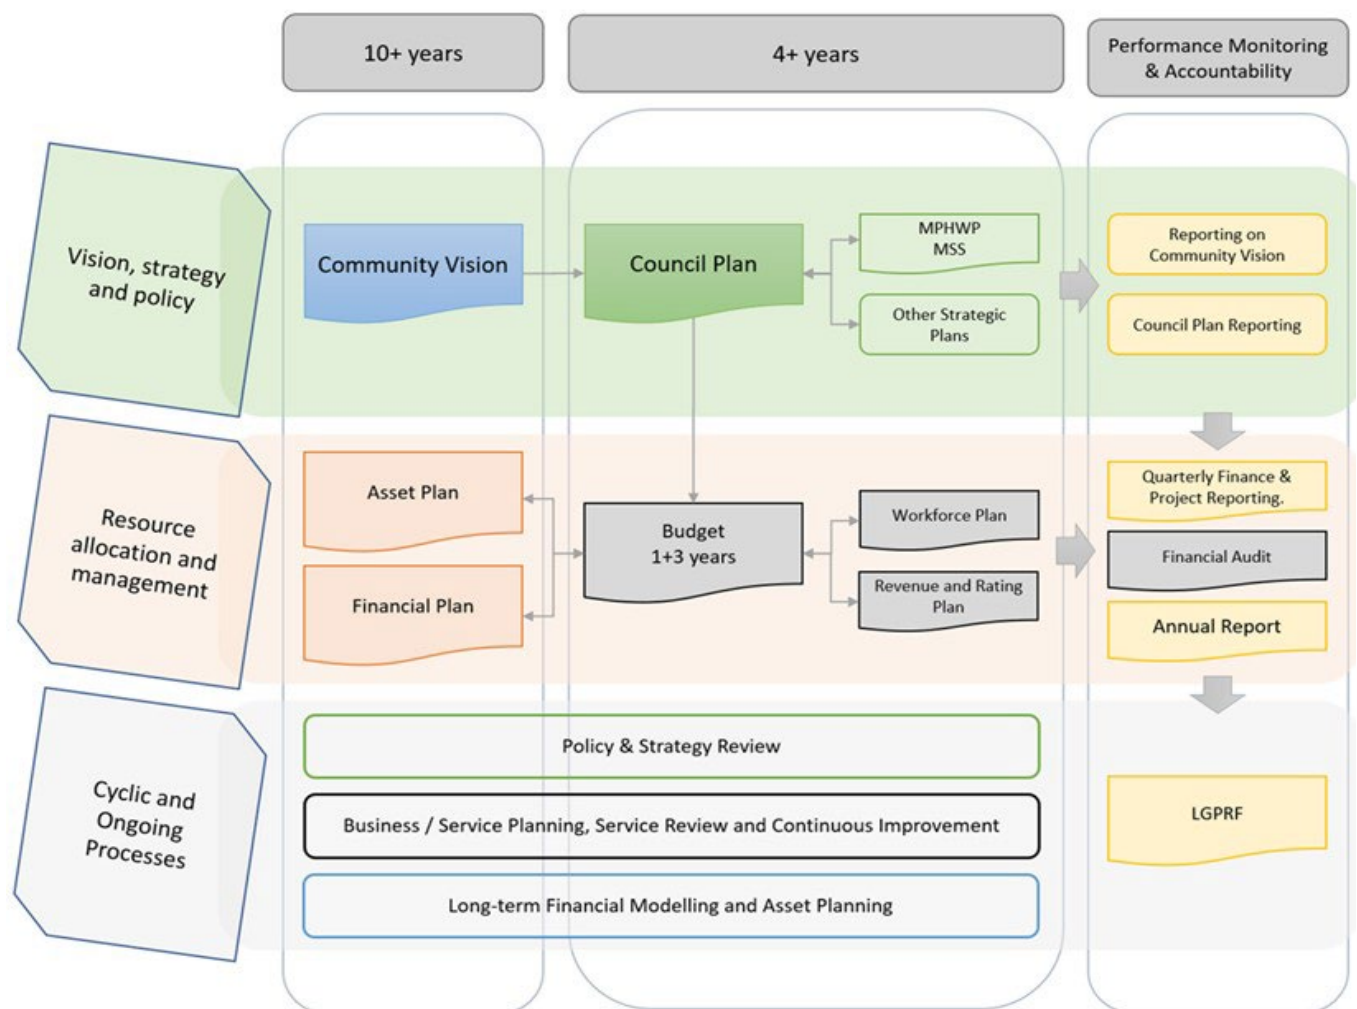 10+ years
4+ years
Performance Monitoring
& Accountability
Vision, strategy
and policy
Community Vision
Council Plan
MPHWP
MSS
Other Strategic
Plans
Reporting on
Community Vision
Council Plan Reporting
Resource
allocation and
management
Asset Plan
Financial Plan
Budget
1+3 years
Workforce Plan
Revenue and Rating
Plan
Quarterly Finance &
Project Reporting.
Financial Audit
Annual Report
Cyclic and
Ongoing
Processes
Policy & Strategy Review
Business / Service Planning, Service Review and Continuous Improvement
Long-term Financial Modelling and Asset Planning
LGPRF